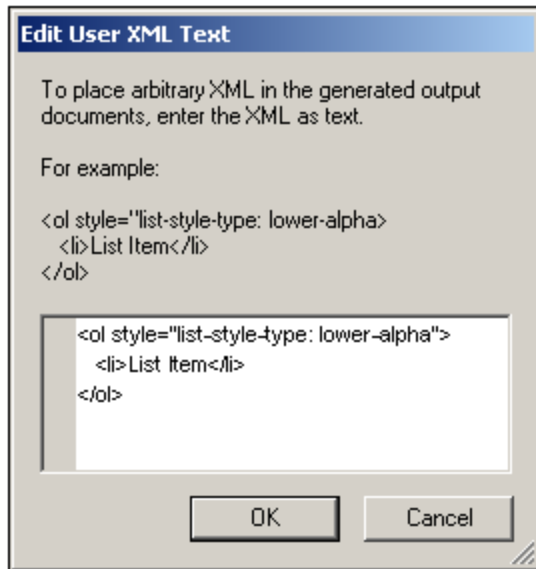 Edit User XML Text
To place arbitrary XML in the generated output
documents, enter the XML as text.
For example:
<ol style="list-style-type: lower-alpha>
<li>List Item</li>
</ol>
<ol style="list-style-type: lower-alpha">
<li>List Item</li>
</ol>
OK
Cancel